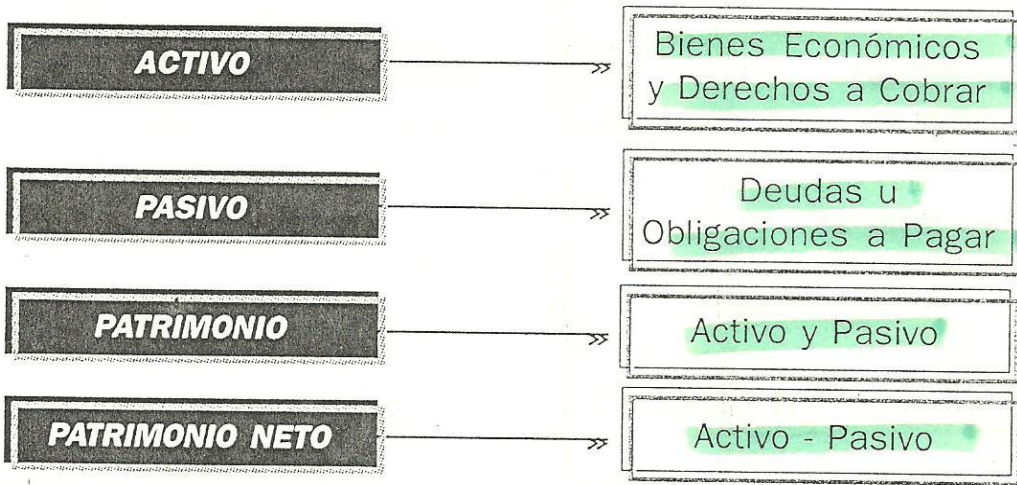 ACTIVO
Bienes Económicos
y Derechos a Cobrar
PASIVO
Deudas u
Obligaciones a Pagar
PATRIMONIO
Activo y Pasivo
PATRIMONIO NETO
Activo - Pasivo